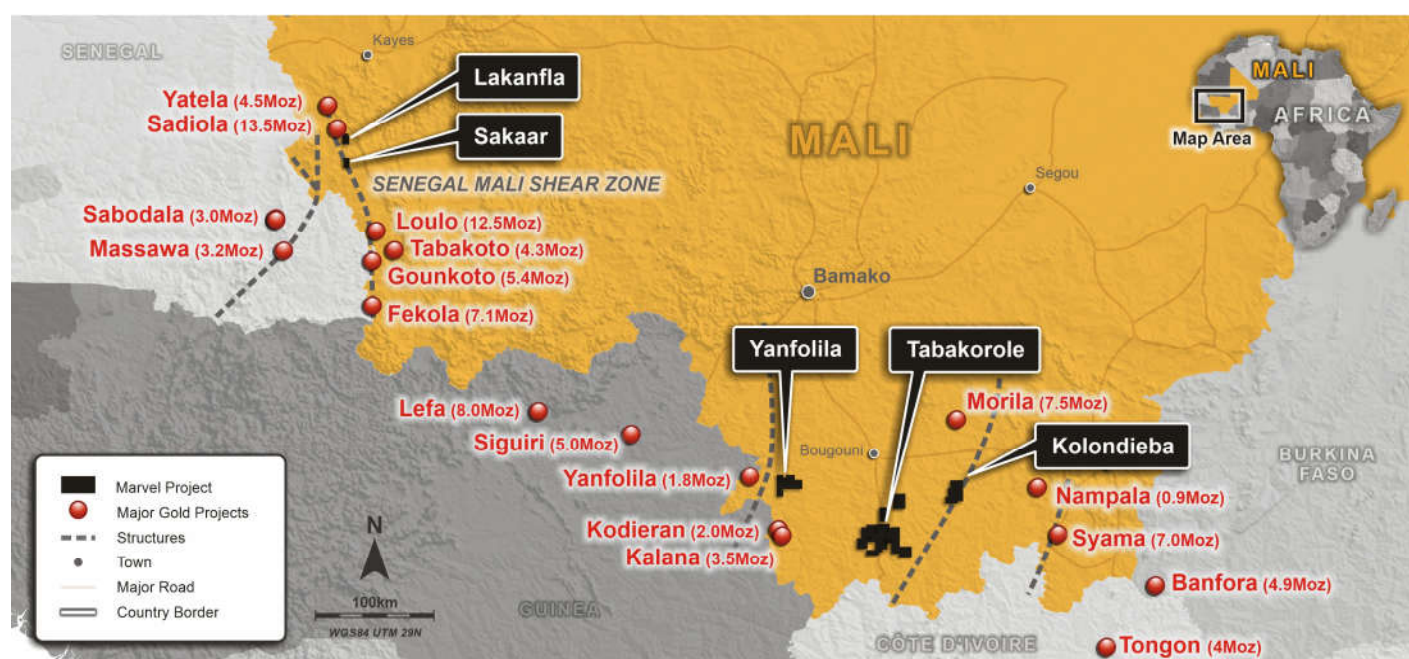 SENEGAL
Kayes
Lakanfla
Yatela (4.5Moz)
Sadiola (13.5Moz)
Sakaar
MALI
SENEGAL MALI SHEAR ZONE
Ségou
MALI
AFRICA
Map Area
Sabodala (3.0Moz)
Massawa (3.2Moz)
Loulo (12.5Moz)
Tabakoto (4.3Moz)
Gounkoto (5.4Moz)
Fekola (7.1Moz)
Bamako
Yanfolila
Tabakorole
Lefa (8.0Moz)
Siguiri (5.0Moz)
Morila (7.5Moz)
Bougouni
Kolondieba
BURKINA
FASO
Yanfolila (1.8Moz)
Nampala (0.9Moz)
Kodieran (2.0Moz)
Kalana (3.5Moz)
Syama (7.0Moz)
Banfora (4.9Moz)
GUINEA
CÔTE D'IVOIRE
Tongon (4Moz)
Marvel Project
Major Gold Projects
Structures
Town
Major Road
Country Border
N
100km
WGS84 UTM 29N